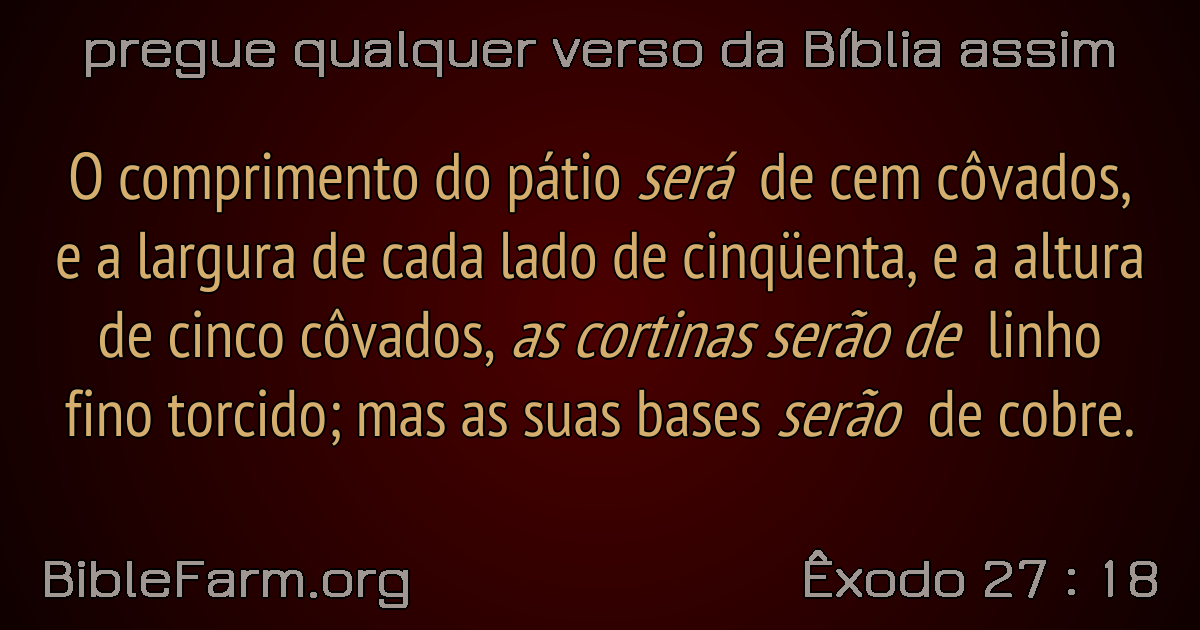 pregue qualquer verso da Bíblia assim
O comprimento do pátio será de cem côvados,
e a largura de cada lado de cinqüenta, e a altura
de cinco côvados, as cortinas serão de linho
fino torcido; mas as suas bases serão de cobre.
BibleFarm.org
Êxodo 27 : 18